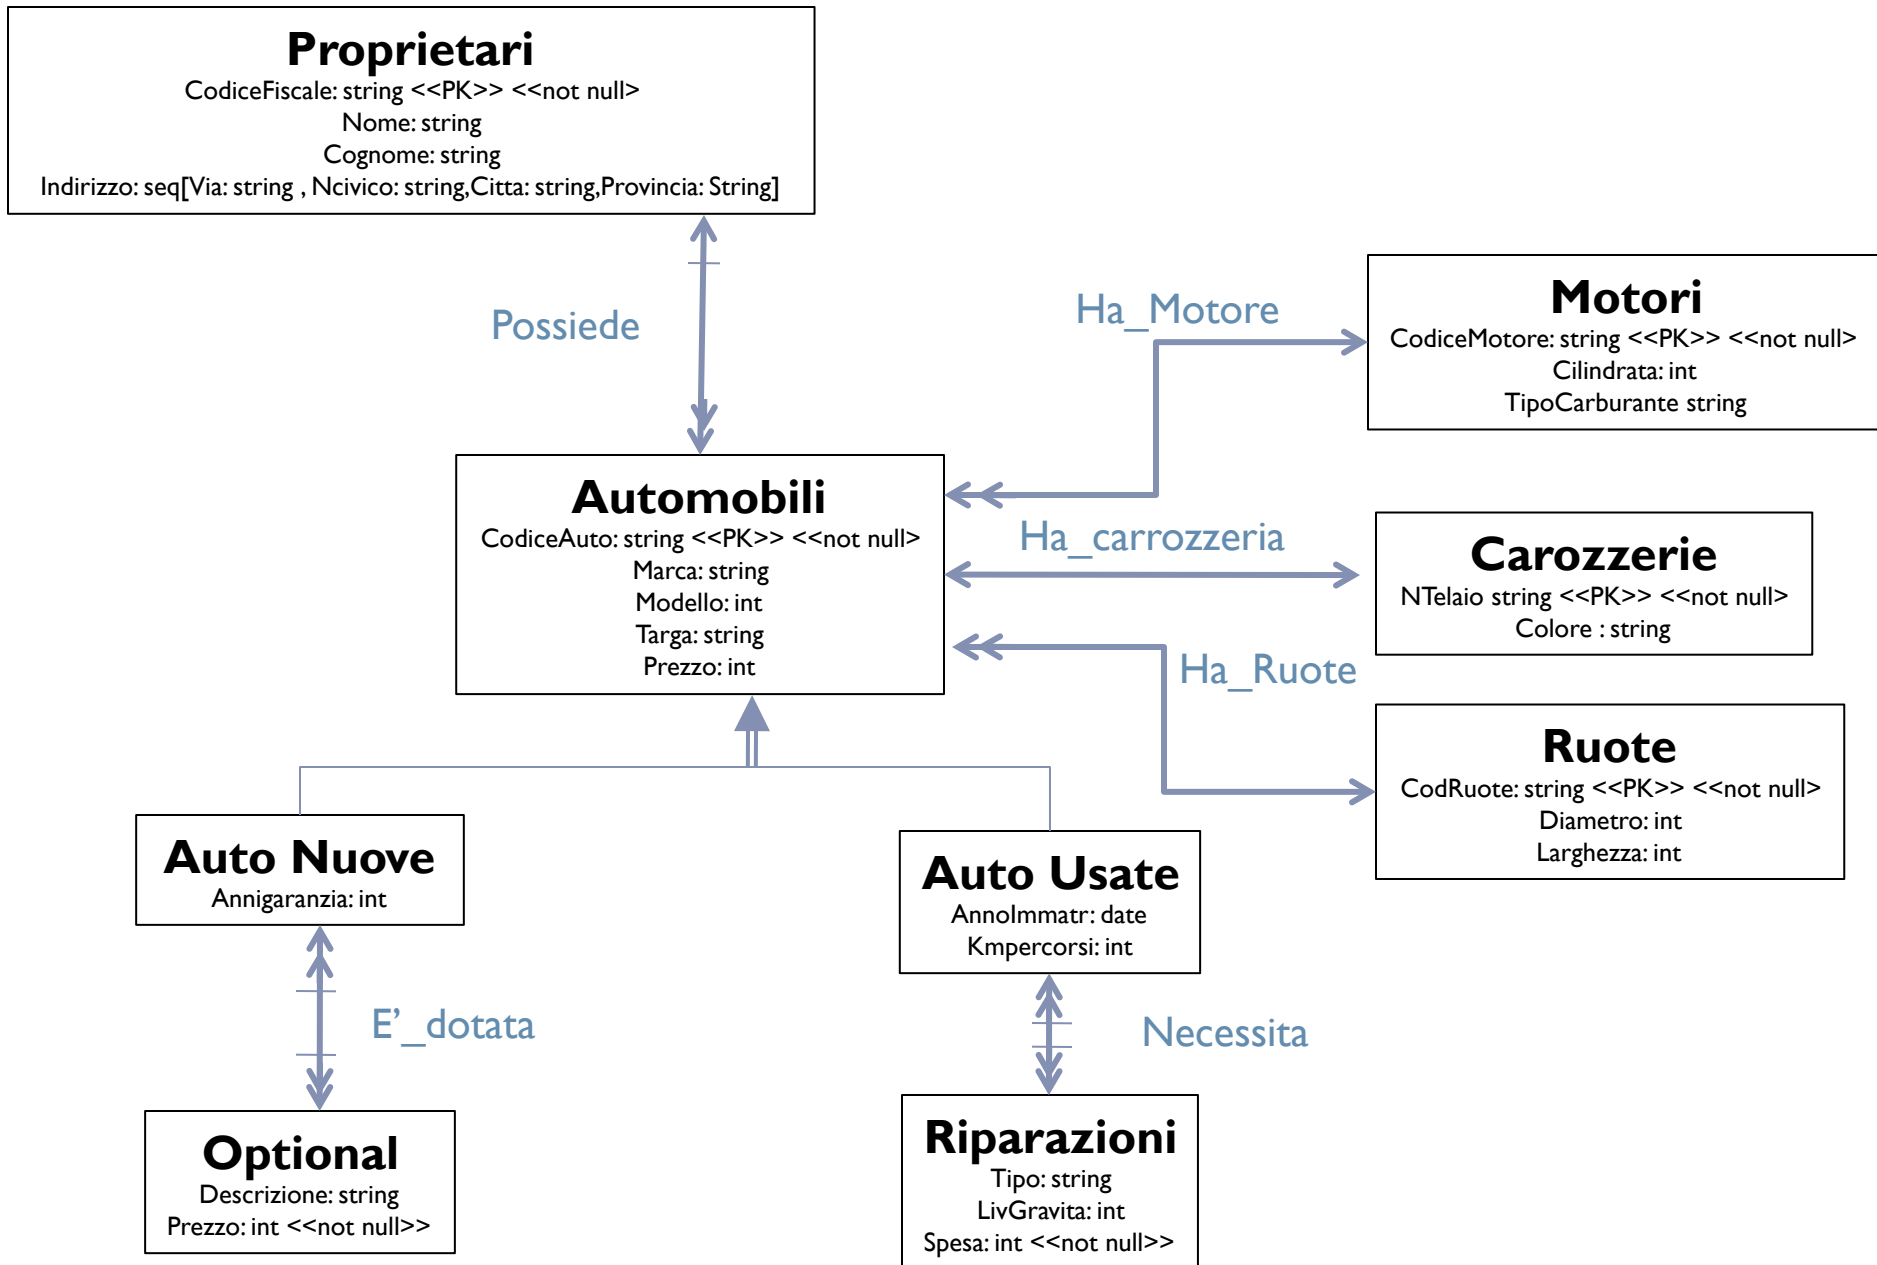 Proprietari
CodiceFiscale: string <<PK>> <<not null>
Nome: string
Cognome: string
Indirizzo: seq[Via: string , Ncivico: string,Citta: string,Provincia: String]
Possiede
Ha_Motore
Motori
CodiceMotore: string <<PK>> <<not null>
Cilindrata: int
TipoCarburante string
Automobili
CodiceAuto: string <<PK>> <<not null>
Marca: string
Modello: int
Targa: string
Prezzo: int
Ha_carrozzeria
Carozzerie
NTelaio string <<PK>> <<not null>
Colore : string
Ha_Ruote
Ruote
CodRuote: string <<PK>> <<not null>
Diametro: int
Larghezza: int
Auto Nuove
Annigaranzia: int
Auto Usate
AnnoImmatr: date
Kmpercorsi: int
E’_dotata
Necessita
Optional
Descrizione: string
Prezzo: int <<not null>>
Riparazioni
Tipo: string
LivGravita: int
Spesa: int <<not null>>